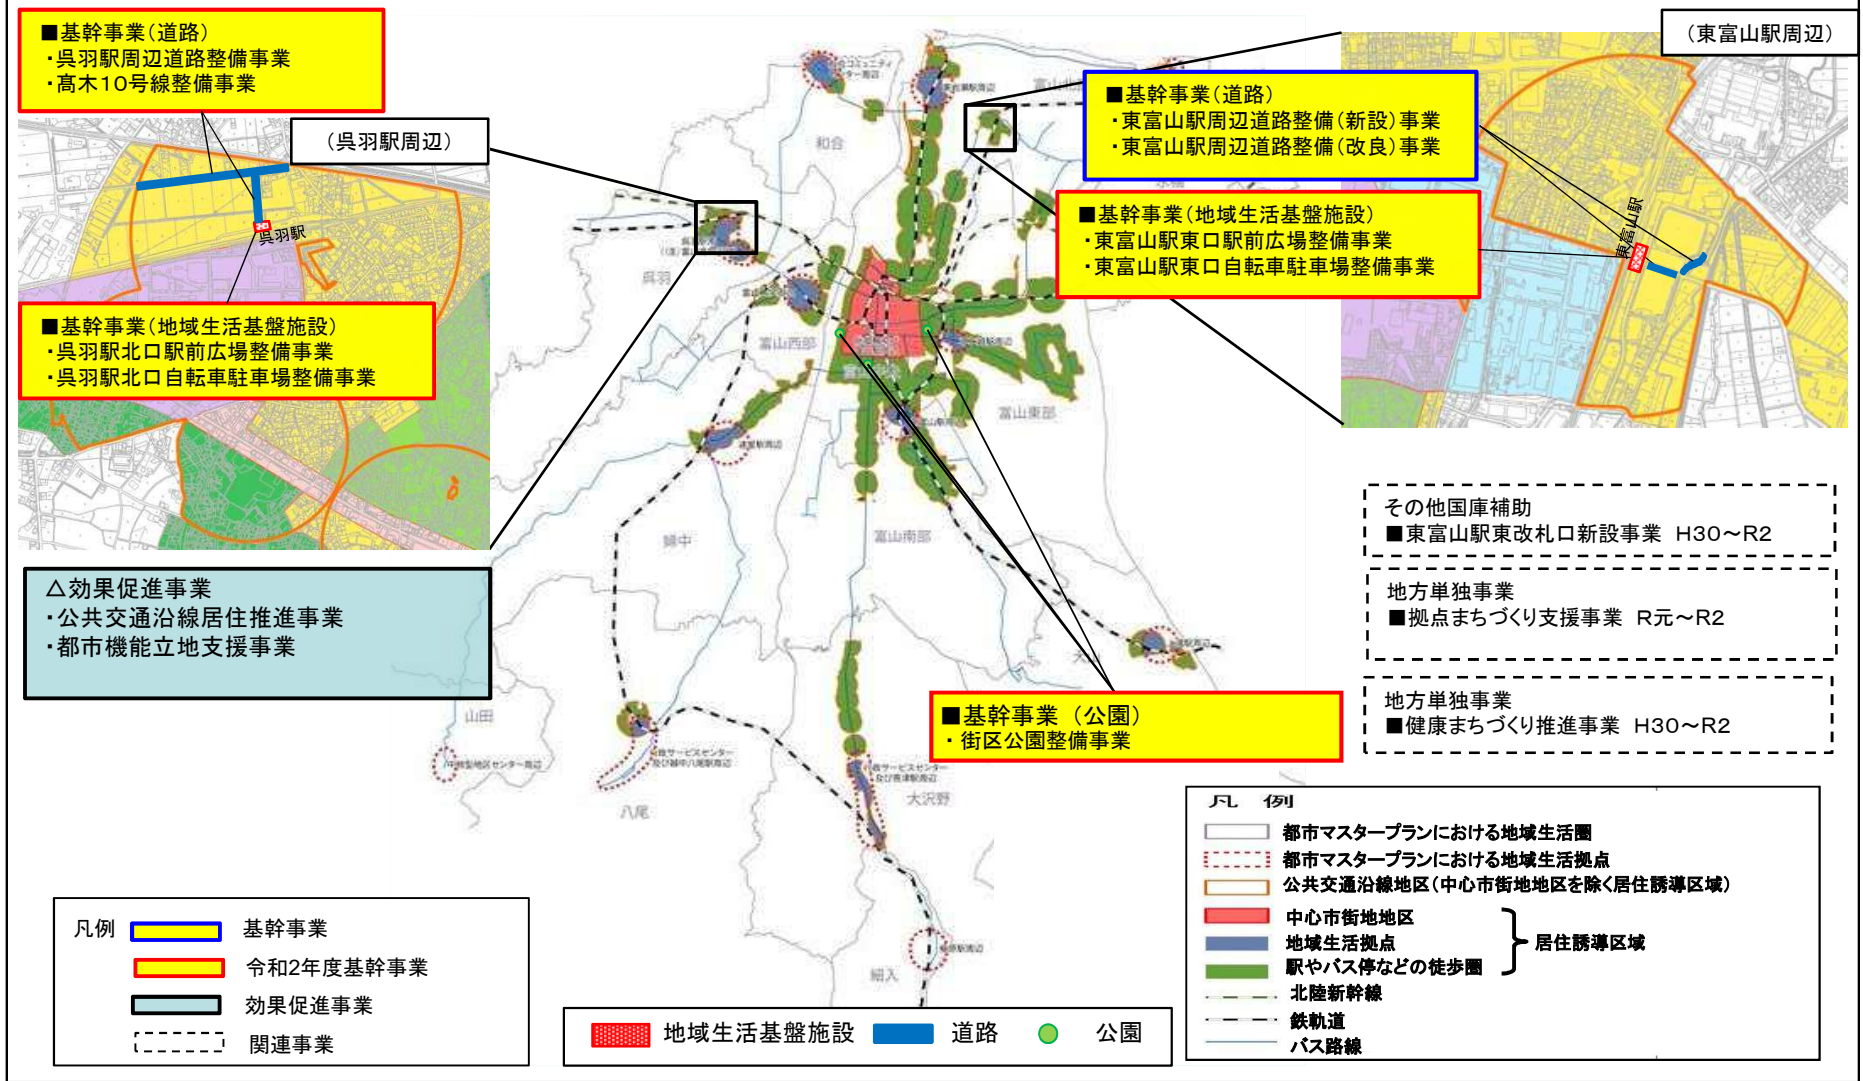 ■基幹事業(道路)
・呉羽駅周辺道路整備事業
・髙木10号線整備事業
(呉羽駅周辺)
呉羽駅
■基幹事業(地域生活基盤施設)
・呉羽駅北口駅前広場整備事業
・呉羽駅北口自転車駐車場整備事業
△効果促進事業
・公共交通沿線居住推進事業
・都市機能立地支援事業
(東富山駅周辺)
■基幹事業(道路)
・東富山駅周辺道路整備(新設)事業
・東富山駅周辺道路整備(改良)事業
■基幹事業(地域生活基盤施設)
・東富山駅東口駅前広場整備事業
・東富山駅東口自転車駐車場整備事業
東富山駅
和合
呉羽
富山西部
富山東部
婦中
富山南部
山田
八尾
大沢野
細入
■基幹事業（公園）
・街区公園整備事業
その他国庫補助
■東富山駅東改札口新設事業 H30～R2
地方単独事業
■拠点まちづくり支援事業 R元～R2
地方単独事業
■健康まちづくり推進事業 H30～R2
凡例
基幹事業
令和2年度基幹事業
効果促進事業
関連事業
地域生活基盤施設
道路
公園
凡 例
都市マスタープランにおける地域生活圏
都市マスタープランにおける地域生活拠点
公共交通沿線地区(中心市街地地区を除く居住誘導区域)
中心市街地地区
地域生活拠点
駅やバス停などの徒歩圏
居住誘導区域
北陸新幹線
鉄軌道
バス路線